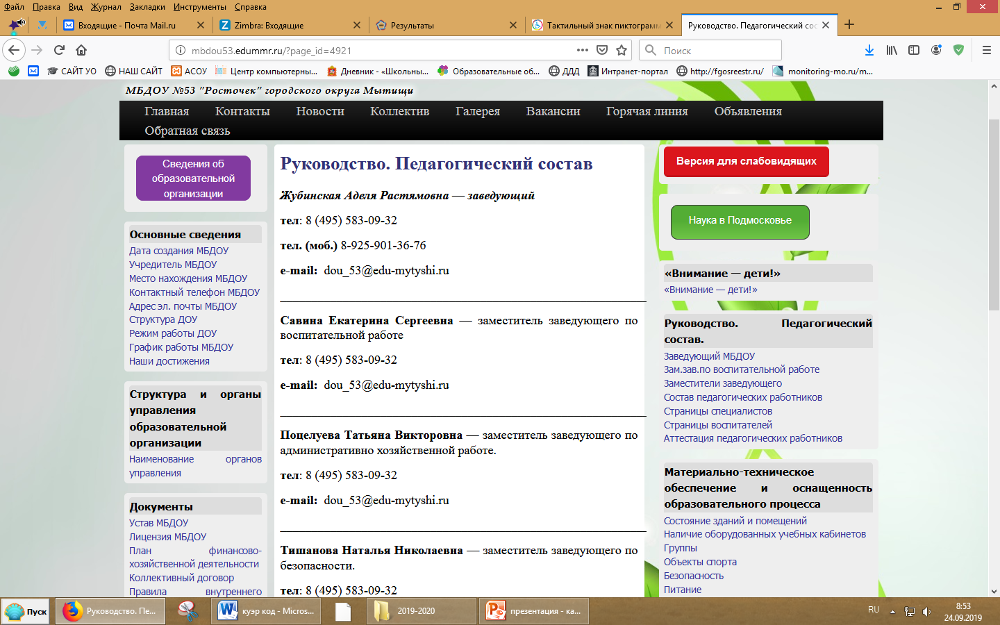 Файл Правка Вид Журнал Закладки Инструменты Справка
Входящие - Почта Mail.ru
Zimbra: Входящие
Результаты
Тактильный знак пиктограмм
Руководство. Педагогический сос
mbdou53.edummr.ru/?page_id=4921
Поиск
САЙТ УО
НАШ САЙТ
АСОУ
Центр компьютерны...
Дневник - «Школьны...
Образовательные об...
ДДД
Интранет-портал
http://fgosreestr.ru/
monitoring-mo.ru/m...
МБДОУ №53 "Росточек" городского округа Мытищи
Главная Контакты Новости Коллектив Галерея Вакансии Горячая линия Объявления
Обратная связь
Сведения об
образовательной
организации
Основные сведения
Дата создания МБДОУ
Учредитель МБДОУ
Место нахождения МБДОУ
Контактный телефон МБДОУ
Адрес эл. почты МБДОУ
Структура ДОУ
Режим работы ДОУ
График работы МБДОУ
Наши достижения
Структура и органы
управления
образовательной
организации
Наименование органов
управления
Документы
Устав МБДОУ
Лицензия МБДОУ
План финансово-
хозяйственной деятельности
Коллективный договор
Правила внутреннего
Руководство. Педагогический состав
Жубинская Аделя Растямовна — заведующий
тел: 8 (495) 583-09-32
тел. (моб.) 8-925-901-36-76
e-mail: dou_53@edu-mytyshi.ru
Савина Екатерина Сергеевна — заместитель заведующего по
воспитательной работе
тел: 8 (495) 583-09-32
e-mail: dou_53@edu-mytyshi.ru
Поцелуева Татьяна Викторовна — заместитель заведующего по
административно хозяйственной работе.
тел: 8 (495) 583-09-32
e-mail: dou_53@edu-mytyshi.ru
Тишанова Наталья Николаевна — заместитель заведующего по
безопасности.
тел: 8 (495) 583-09-32
Версия для слабовидящих
Наука в Подмосковье
«Внимание — дети!»
«Внимание — дети!»
Руководство. Педагогический
состав.
Заведующий МБДОУ
Зам.зав.по воспитательной работе
Заместители заведующего
Состав педагогических работников
Страницы специалистов
Страницы воспитателей
Аттестация педагогических работников
Материально-техническое
обеспечение и оснащенность
образовательного процесса
Состояние зданий и помещений
Наличие оборудованных учебных кабинетов
Группы
Объекты спорта
Безопасность
Питание
Пуск
Руководство. Пе...
куэр код - Micros...
2019-2020
презентация - ка...
RU
8:53
24.09.2019